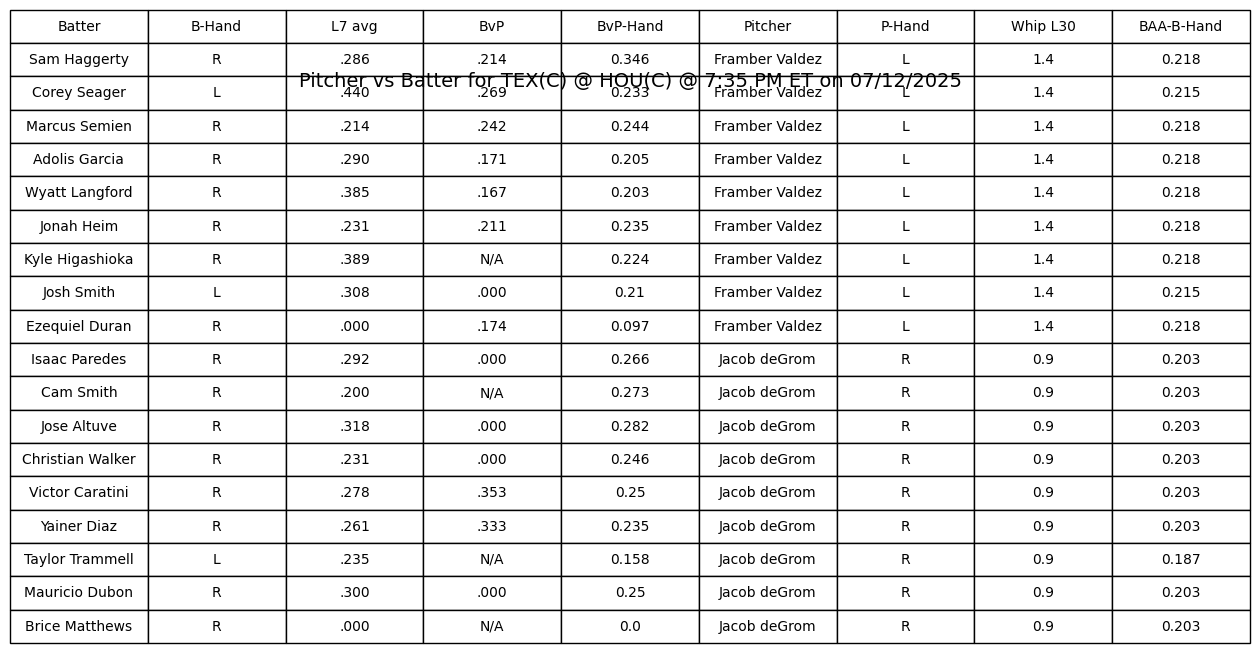 Batter B-Hand L7 avg BvP BvP-Hand Pitcher P-Hand Whip L30 BAA-B-Hand
Sam Haggerty R .286 .214 0.346 Framber Valdez L 1.4 0.218
Pitcher vs Batter for TEX(C) @ HOU(C) @ 7:35 PM ET on 07/12/2025
Corey Seager L .440 .269 0.233 Framber Valdez L 1.4 0.215
Marcus Semien R .214 .242 0.244 Framber Valdez L 1.4 0.218
Adolis Garcia R .290 .171 0.205 Framber Valdez L 1.4 0.218
Wyatt Langford R .385 .167 0.203 Framber Valdez L 1.4 0.218
Jonah Heim R .231 .211 0.235 Framber Valdez L 1.4 0.218
Kyle Higashioka R .389 N/A 0.224 Framber Valdez L 1.4 0.218
Josh Smith L .308 .000 0.21 Framber Valdez L 1.4 0.215
Ezequiel Duran R .000 .174 0.097 Framber Valdez L 1.4 0.218
Isaac Paredes R .292 .000 0.266 Jacob deGrom R 0.9 0.203
Cam Smith R .200 N/A 0.273 Jacob deGrom R 0.9 0.203
Jose Altuve R .318 .000 0.282 Jacob deGrom R 0.9 0.203
Christian Walker R .231 .000 0.246 Jacob deGrom R 0.9 0.203
Victor Caratini R .278 .353 0.25 Jacob deGrom R 0.9 0.203
Yainer Diaz R .261 .333 0.235 Jacob deGrom R 0.9 0.203
Taylor Trammell L .235 N/A 0.158 Jacob deGrom R 0.9 0.187
Mauricio Dubon R .300 .000 0.25 Jacob deGrom R 0.9 0.203
Brice Matthews R .000 N/A 0.0 Jacob deGrom R 0.9 0.203